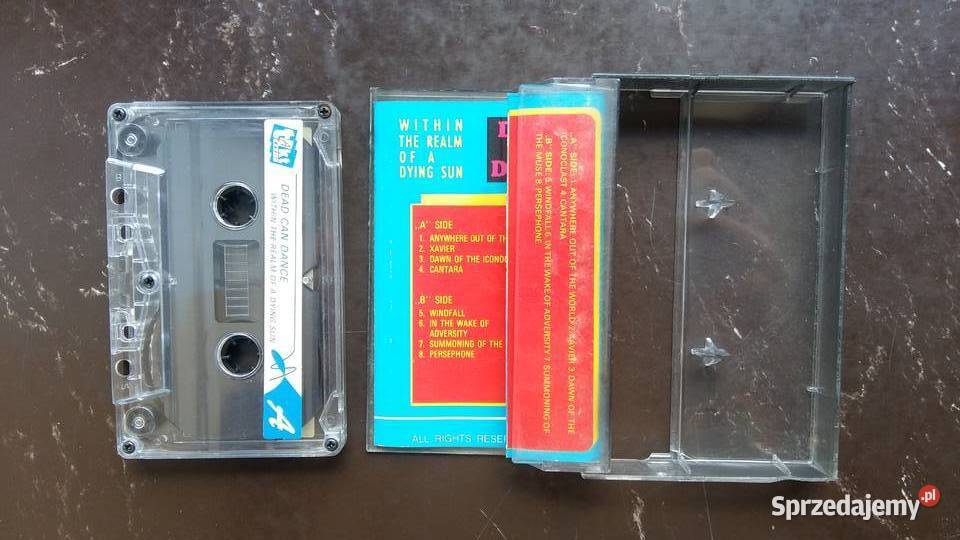 DEAD CAN DANCE
WITHIN THE REALM OF A DYING SUN
A
WITHIN
THE REALM
OF A
DYING SUN
D
D
„A" SIDE
1. ANYWHERE OUT OF TH
2. XAVIER
3. DAWN OF THE ICONOC
4. CANTARA
„B" SIDE
5. WINDFALL
6. IN THE WAKE OF
ADVERSITY
7. SUMMONING OF THE
8. PERSEPHONE
ALL RIGHTS RESER
„A" SIDE: 1. ANYWHERE OUT OF THE WORLD 2. XAVIER 3. DAWN OF THE
ICONOCLAST 4. CANTARA
„B" SIDE: 5. WINDFALL 6. IN THE WAKE OF ADVERSITY 7. SUMMONING OF
THE MUSE 8. PERSEPHONE
Sprzedajemy.pl